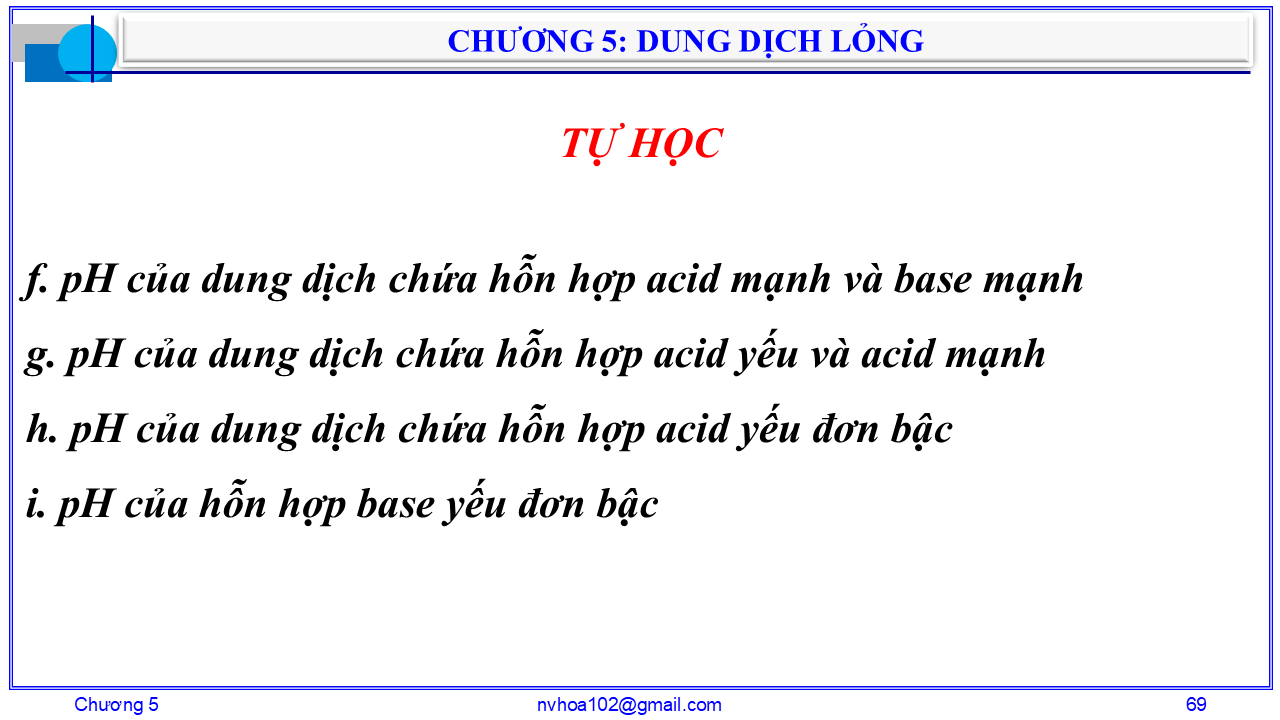 CHƯƠNG 5: DUNG DỊCH LỎNG
TỰ HỌC
f. pH của dung dịch chứa hỗn hợp acid mạnh và base mạnh
g. pH của dung dịch chứa hỗn hợp acid yếu và acid mạnh
h. pH của dung dịch chứa hỗn hợp acid yếu đơn bậc
i. pH của hỗn hợp base yếu đơn bậc
Chương 5 nvhoa102@gmail.com 69